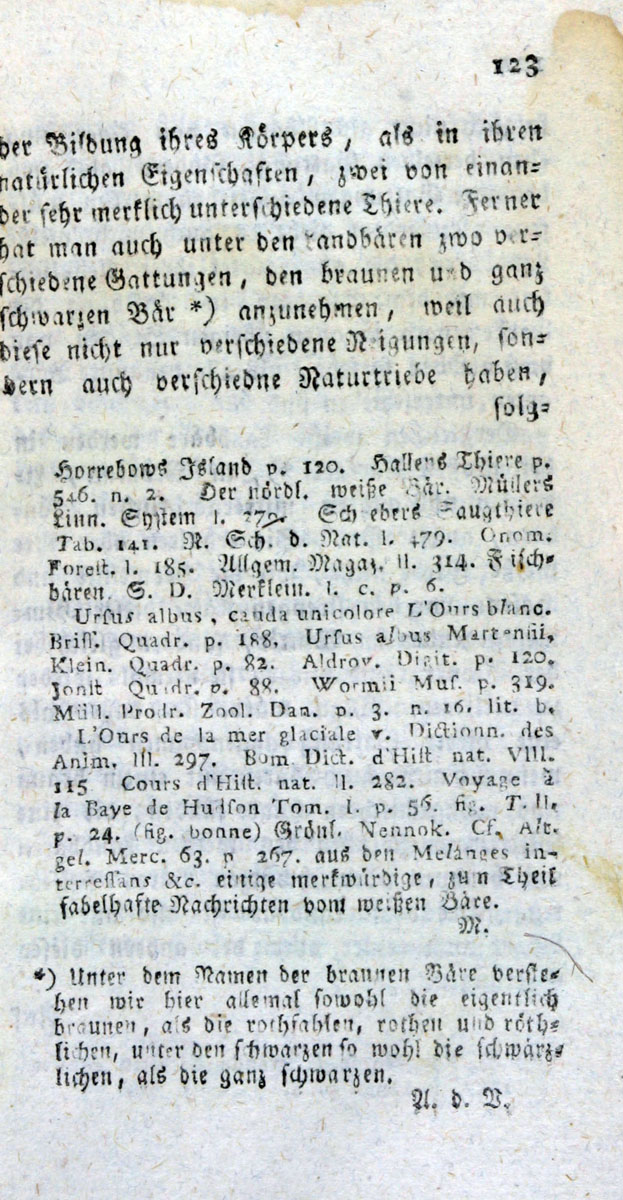 123
der Bildung ihres Körpers, als in ihren
natürlichen Eigenschaften, zwei von einan-
der sehr merklich unterschiedene Thiere. Ferner
hat man auch unter den Landbären zwo ver-
schiedene Gattungen, den braunen und ganz
schwarzen Bär *) anzunehmen, weil auch
diese nicht nur verschiedene Neigungen, son-
dern auch verschiedne Naturtriebe haben,
folg-
Horrebows Island p. 120. Hallens Thiere p.
546. n. 2. Der nördl. weiße Bär. Müllers
Linn. System I. 279. Schrebers Saugthiere
Tab. 141. N. Sch. d. Nat. I. 479. Onom.
Forest. I. 185. Allgem. Magaz. II. 314. Fisch-
bären. S. D. Merklein. l. c. p. 6.
Ursus albus, cauda unicolore L'Ours blanc.
Briss. Quadr. p. 188. Ursus albus Martensii,
Klein. Quadr. p. 82. Aldrov. Digit. p. 120.
Jonst Quadr. p. 88. Wormii Mus. p. 319.
Müll. Prodr. Zool. Dan. p. 3. n. 16. lit. b.
L'Ours de la mer glaciale v. Dictionn. des
Anim. III. 297. Bom Dict. d'Hist nat. VIII.
115 Cours d'Hist. nat. II. 282. Voyage à
la Baye de Hudson Tom. I. p. 56. fig. T. II.
p. 24. (fig. bonne) Grönl. Nennok. Cf. Alt.
gel. Merc. 63. p 267. aus den Melanges in-
terressans &c. einige merkwürdige, zum Theil
fabelhafte Nachrichten vom weißen Bäre.
M.
*) Unter dem Namen der braunen Bäre verste-
hen wir hier allemal sowohl die eigentlich
braunen, als die rothfahlen, rothen und röth-
lichen, unter den schwarzen so wohl die schwärz-
lichen, als die ganz schwarzen.
A. d. V.